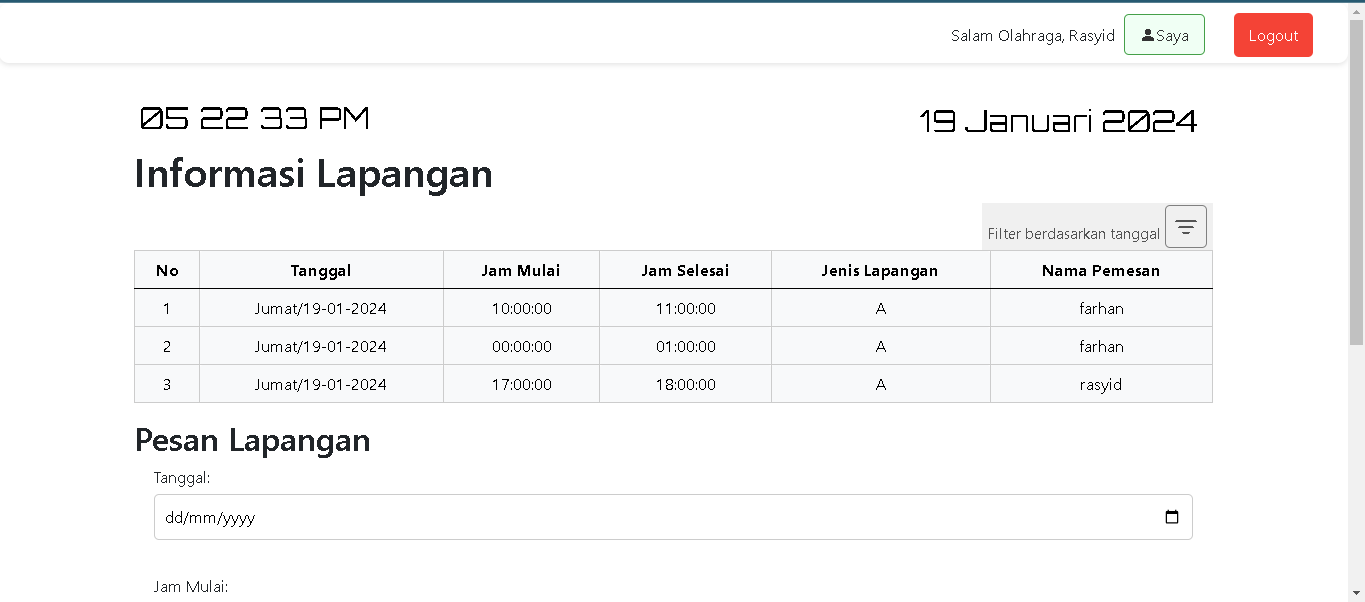 Salam Olahraga, Rasyid Saya Logout
05 22 33 PM 19 Januari 2024
Informasi Lapangan
Filter berdasarkan tanggal
No Tanggal Jam Mulai Jam Selesai Jenis Lapangan Nama Pemesan
1 Jumat/19-01-2024 10:00:00 11:00:00 A farhan
2 Jumat/19-01-2024 00:00:00 01:00:00 A farhan
3 Jumat/19-01-2024 17:00:00 18:00:00 A rasyid
Pesan Lapangan
Tanggal:
dd/mm/yyyy
Jam Mulai: